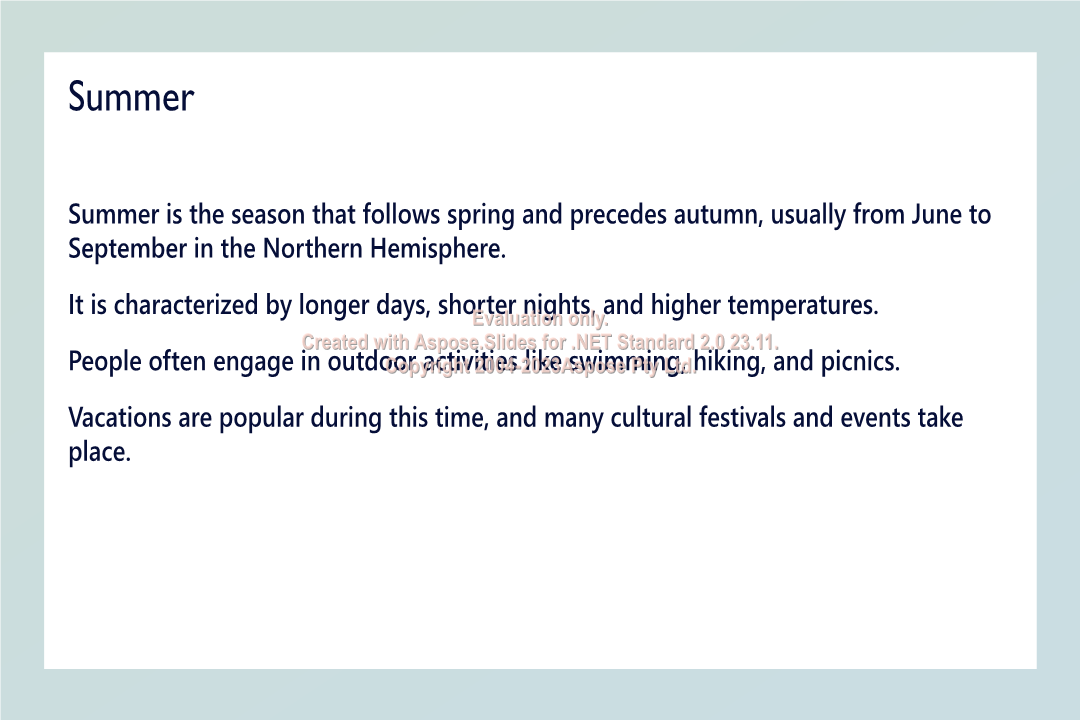 Summer
Summer is the season that follows spring and precedes autumn, usually from June to
September in the Northern Hemisphere.
It is characterized by longer days, shorter nights, and higher temperatures.
Evaluation only.
Created with Aspose.Slides for .NET Standard 2.0 23.11.
People often engage in outdoor activities like swimming, hiking, and picnics.
Copyright 2004-2023Aspose Pty Ltd.
Vacations are popular during this time, and many cultural festivals and events take
place.